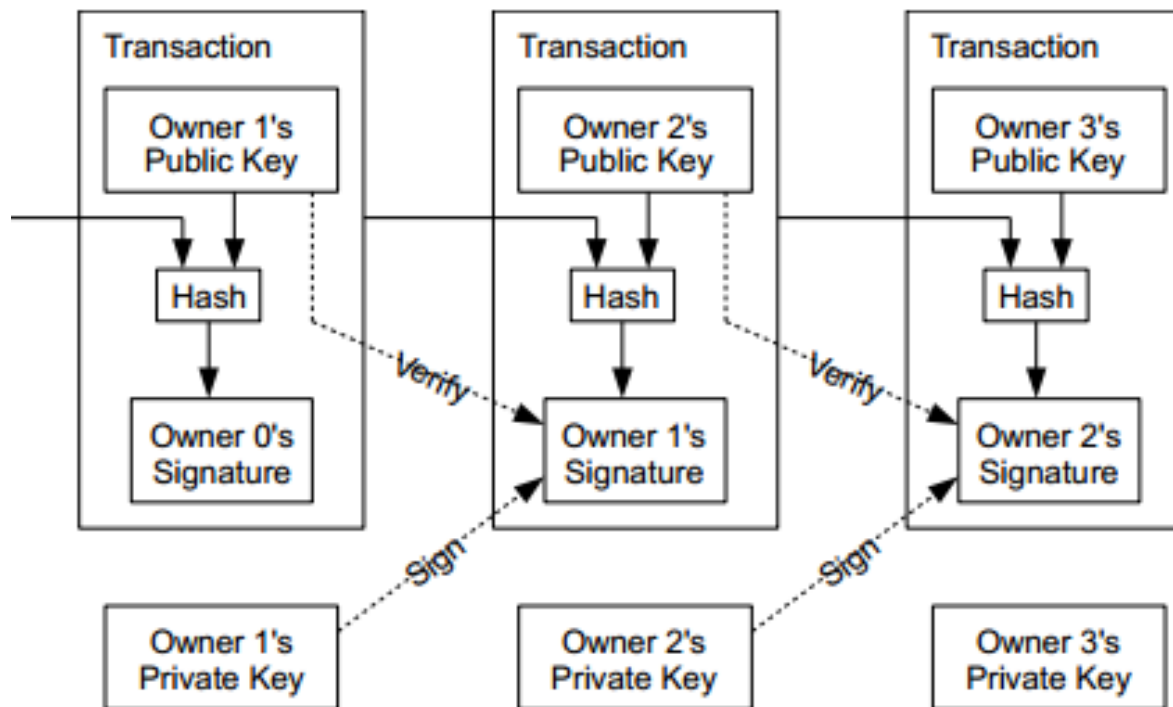 Transaction
Transaction
Transaction
Owner 1's
Public Key
Owner 2's
Public Key
Owner 3's
Public Key
Hash
Hash
Hash
Verify
Verify
Owner 0's
Signature
Owner 1's
Signature
Owner 2's
Signature
Sign
Sign
Owner 1's
Private Key
Owner 2's
Private Key
Owner 3's
Private Key